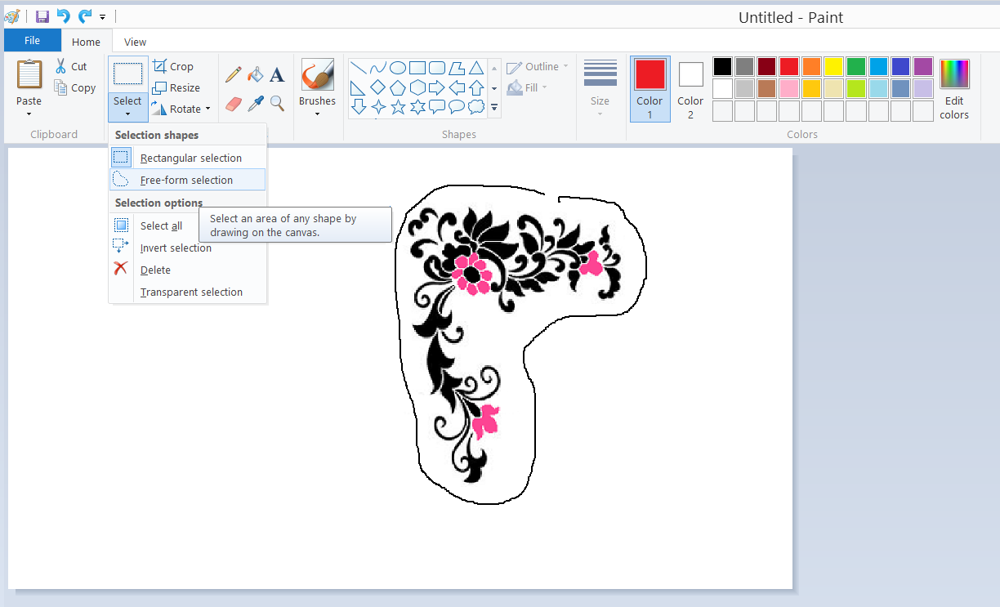 Untitled - Paint
File
Home
View
Paste
Cut
Copy
Clipboard
Select
Crop
Resize
Rotate
A
Brushes
Outline
Fill
Shapes
Size
Color
1
Color
2
Edit
colors
Colors
Selection shapes
Rectangular selection
Free-form selection
Selection options
Select all
Invert selection
Delete
Transparent selection
Select an area of any shape by
drawing on the canvas.